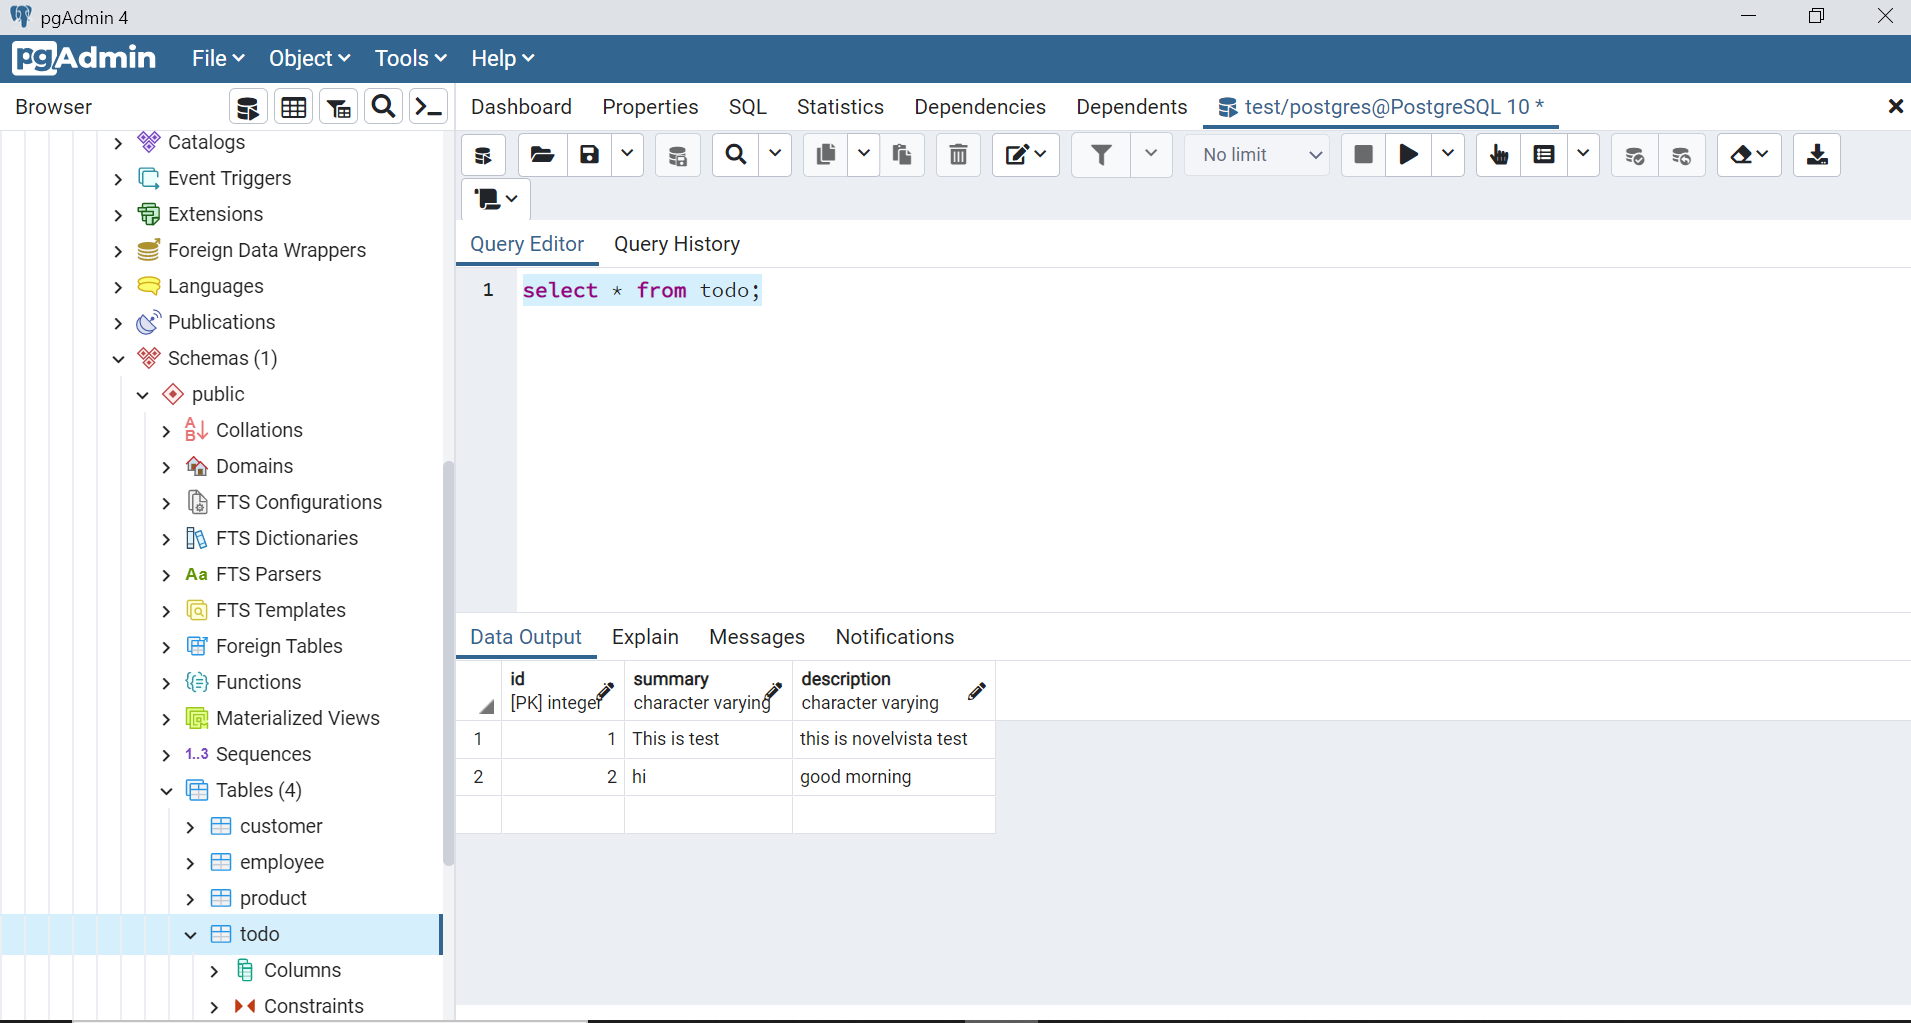 pgAdmin 4
pgAdmin File Object Tools Help
Browser
Dashboard Properties SQL Statistics Dependencies Dependents test/postgres@PostgreSQL 10 *
Catalogs
Event Triggers
Extensions
Foreign Data Wrappers
Languages
Publications
Schemas (1)
public
Collations
Domains
FTS Configurations
FTS Dictionaries
Aa FTS Parsers
FTS Templates
Foreign Tables
Functions
Materialized Views
1..3 Sequences
Tables (4)
customer
employee
product
todo
Columns
Constraints
No limit
Query Editor Query History
1 select * from todo;
Data Output Explain Messages Notifications
id summary description
[PK] integer character varying character varying
1 1 This is test this is novelvista test
2 2 hi good morning